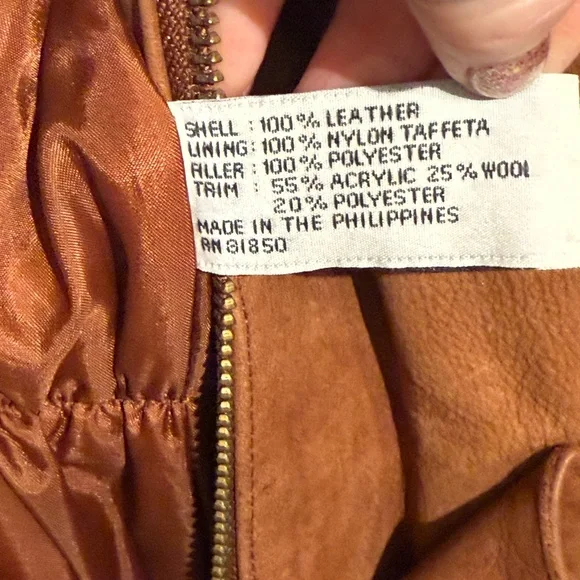 SHELL : 100% LEATHER
LINING: 100% NYLON TAFFETA
FILLER: 100% POLYESTER
TRIM : 55% ACRYLIC 25% WOOL
20% POLYESTER
MADE IN THE PHILIPPINES
RN 81850